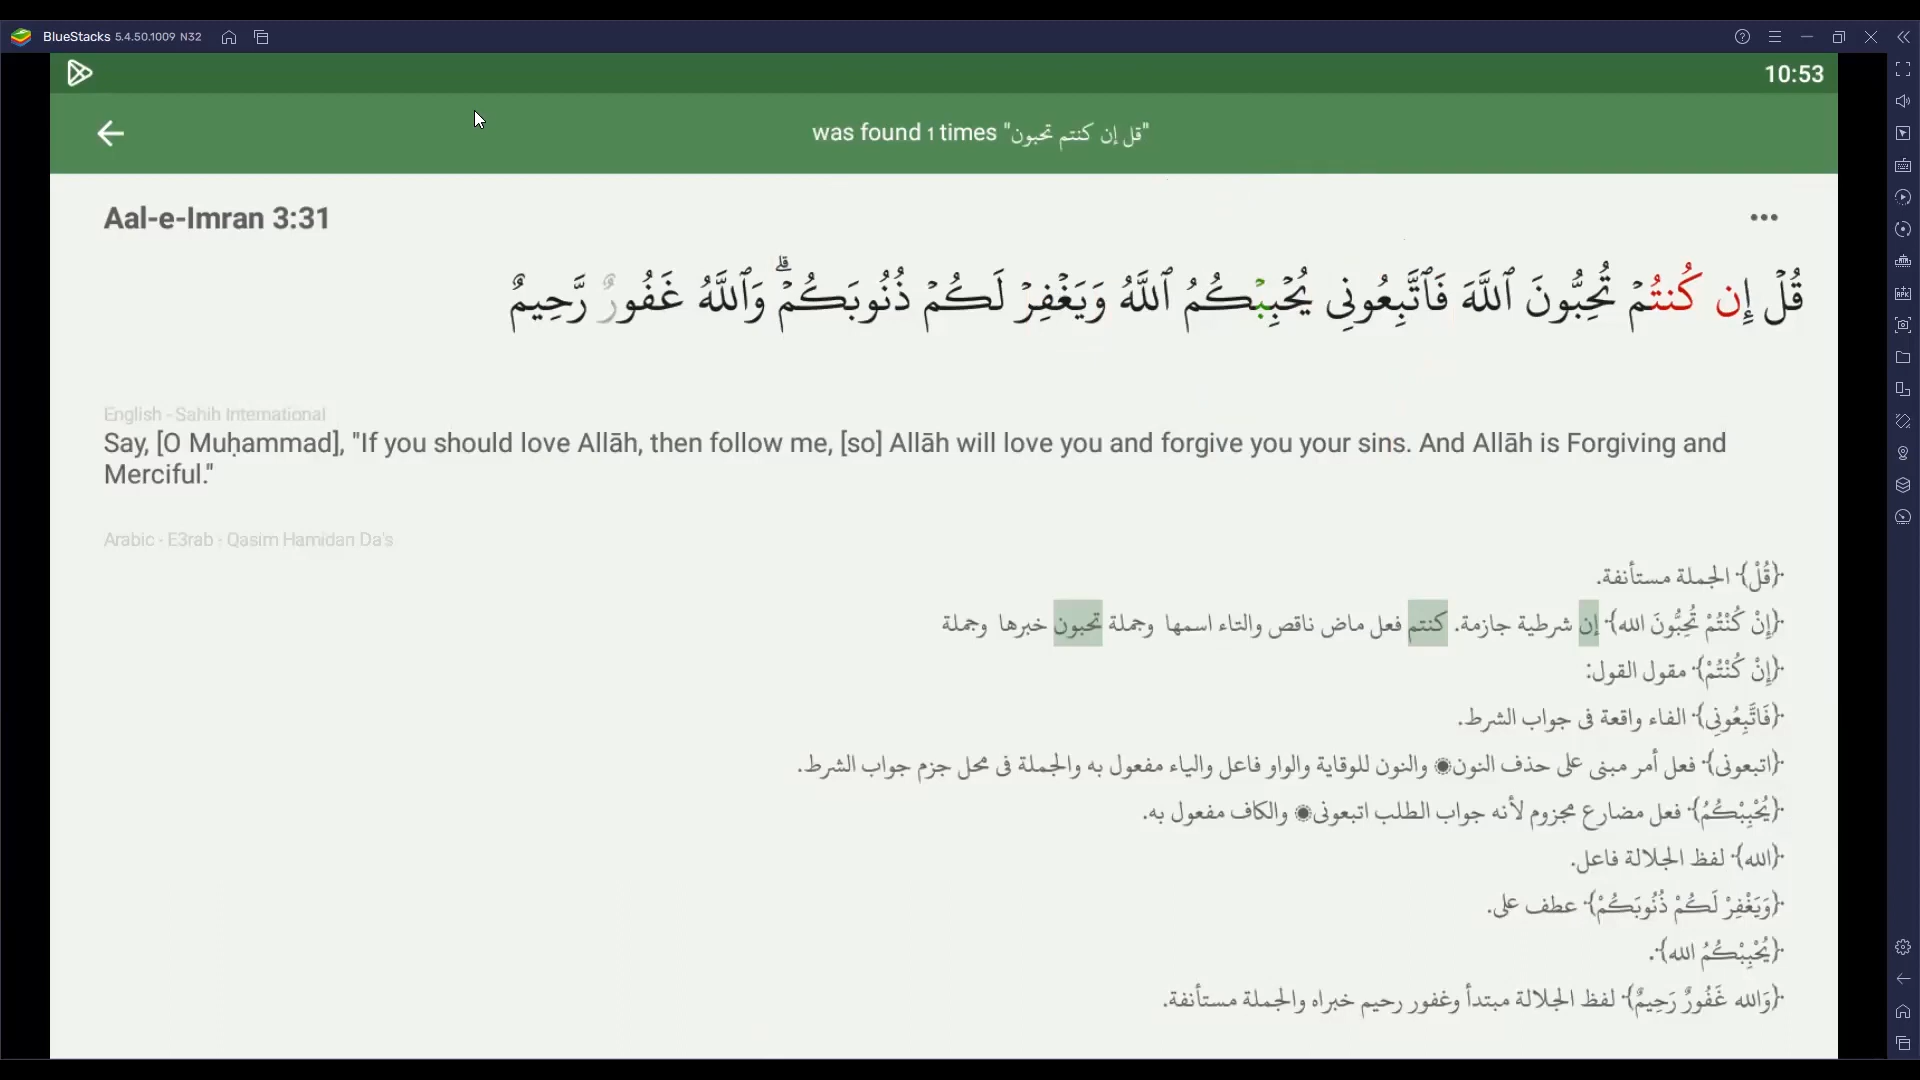 BlueStacks 5.4.50.1009 N32
10:53
was found 1 times "قل إن كنتم تحبون"
Aal-e-Imran 3:31
قُلْ إِن كُنتُمْ تُحِبُّونَ ٱللَّهَ فَٱتَّبِعُونِى يُحْبِبْكُمُ ٱللَّهُ وَيَغْفِرْ لَكُمْ ذُنُوبَكُمْ ۗ وَٱللَّهُ غَفُورٌ رَّحِيمٌ
English - Sahih International
Say, [O Muḥammad], "If you should love Allāh, then follow me, [so] Allāh will love you and forgive you your sins. And Allāh is Forgiving and
Merciful."
Arabic - E3rab - Qasim Hamidan Da's
{قُلْ} الجملة مستأنفة.
{إِنْ كُنْتُمْ تُحِبُّونَ الله} إن شرطية جازمة. كنتم فعل ماض ناقص والتاء اسمها وجملة تحبون خبرها وجملة
{إِنْ كُنْتُمْ} مقول القول:
{فَاتَّبِعُونِى} الفاء واقعة فى جواب الشرط.
{اتبعونى} فعل أمر مبنى على حذف النون◉ والنون للوقاية والواو فاعل والياء مفعول به والجملة فى محل جزم جواب الشرط.
{يُحْبِبْكُمُ} فعل مضارع مجزوم لأنه جواب الطلب اتبعونى◉ والكاف مفعول به.
{الله} لفظ الجلالة فاعل.
{وَيَغْفِرْ لَكُمْ ذُنُوبَكُمْ} عطف على.
{يُحْبِبْكُمُ الله}.
{وَالله غَفُورٌ رَحِيمٌ} لفظ الجلالة مبتدأ وغفور رحيم خبراه والجملة مستأنفة.